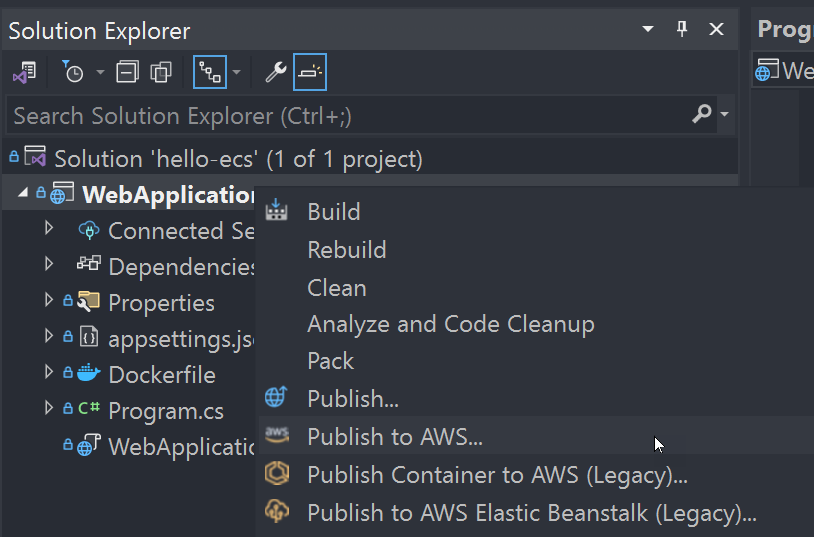 Solution Explorer
Search Solution Explorer (Ctrl+;)
Solution 'hello-ecs' (1 of 1 project)
WebApplication
Connected Se
Dependencies
Properties
appsettings.js
Dockerfile
C# Program.cs
WebApplicatio
Build
Rebuild
Clean
Analyze and Code Cleanup
Pack
Publish...
aws Publish to AWS...
Publish Container to AWS (Legacy)...
Publish to AWS Elastic Beanstalk (Legacy)...
Prog
We